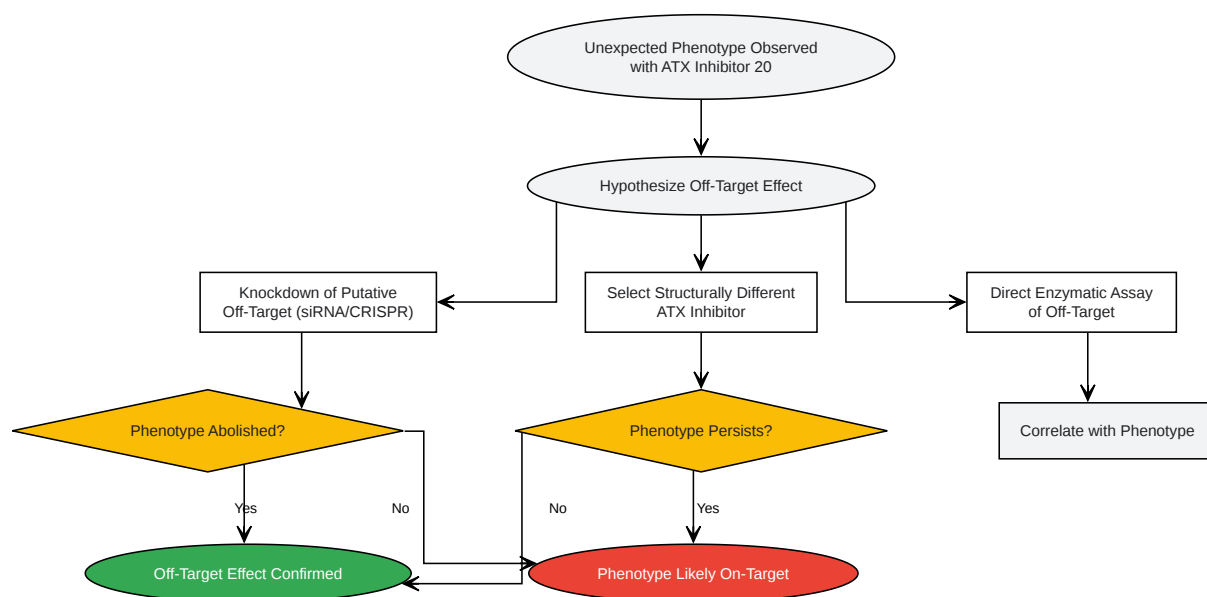 Unexpected Phenotype Observed
with ATX Inhibitor 20
Hypothesize Off-Target Effect
Knockdown of Putative
Off-Target (siRNA/CRISPR)
Select Structurally Different
ATX Inhibitor
Direct Enzymatic Assay
of Off-Target
Phenotype Abolished?
Phenotype Persists?
Correlate with Phenotype
Yes
No
No
Yes
Off-Target Effect Confirmed
Phenotype Likely On-Target